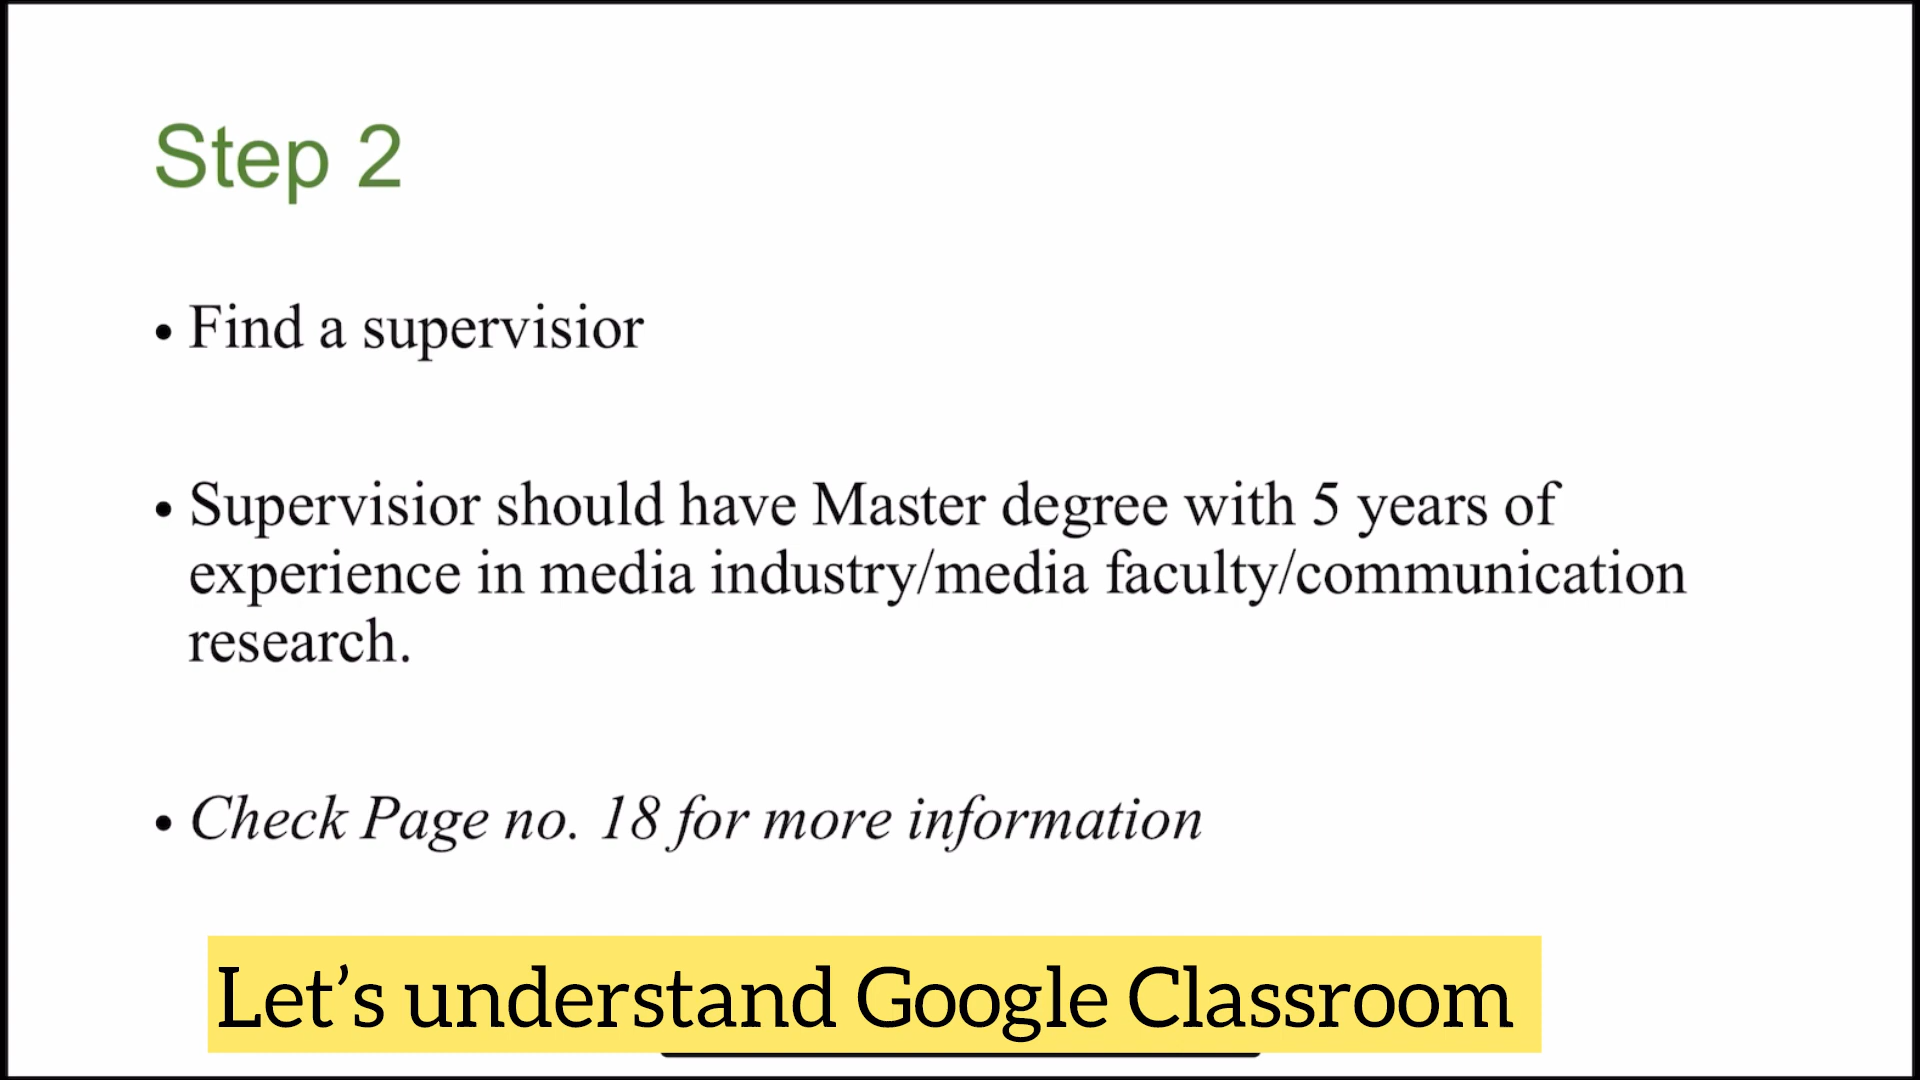 Step 2
• Find a supervisior
• Supervisior should have Master degree with 5 years of
experience in media industry/media faculty/communication
research.
• Check Page no. 18 for more information
Let’s understand Google Classroom